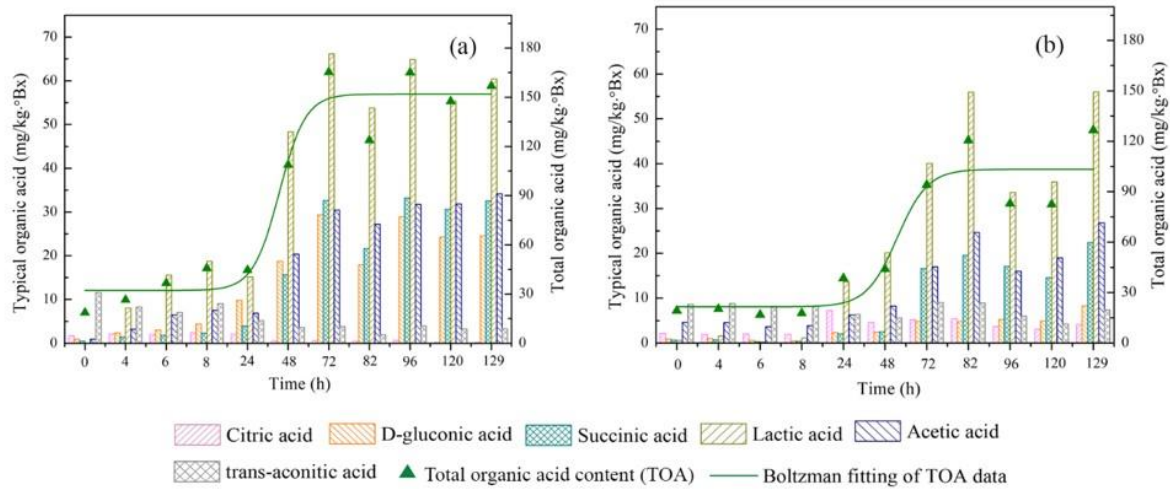 (a)
Typical organic acid (mg/kg·°Bx)
70
60
50
40
30
20
10
0
180
150
120
90
60
30
0
Total organic acid (mg/kg·°Bx)
0 4 6 8 24 48 72 82 96 120 129
Time (h)
(b)
Typical organic acid (mg/kg·°Bx)
70
60
50
40
30
20
10
0
180
150
120
90
60
30
0
Total organic acid (mg/kg·°Bx)
0 4 6 8 24 48 72 82 96 120 129
Time (h)
Citric acid D-gluconic acid Succinic acid Lactic acid Acetic acid
trans-aconitic acid Total organic acid content (TOA) Boltzman fitting of TOA data